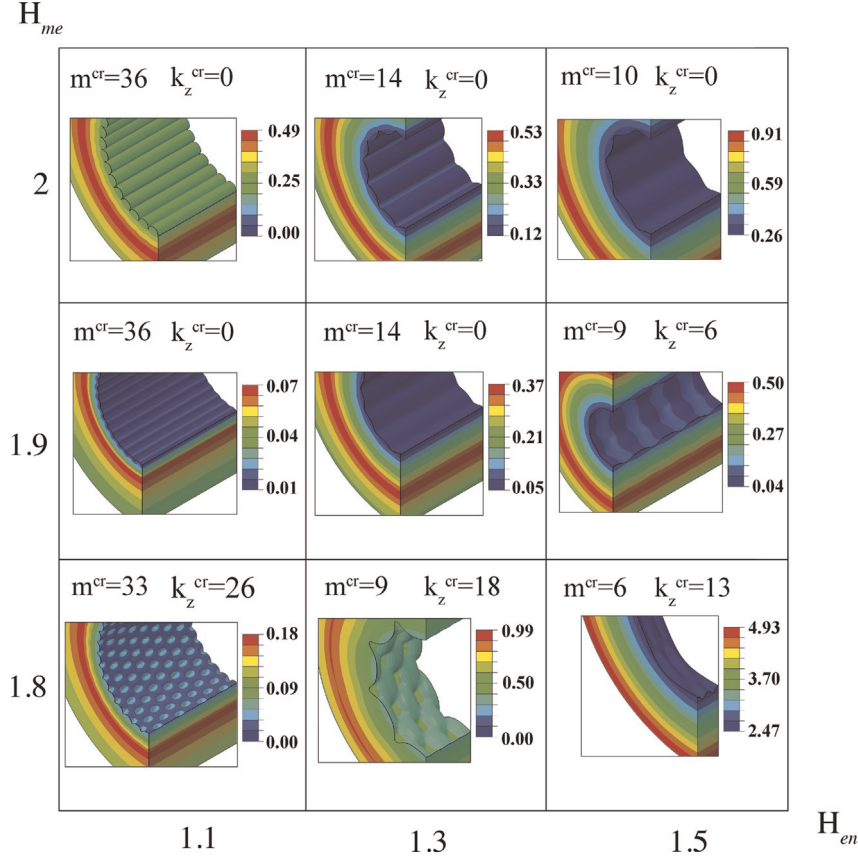 H_me
m^cr=36 k_z^cr=0
m^cr=14 k_z^cr=0
m^cr=10 k_z^cr=0
0.49
0.25
0.00
0.53
0.33
0.12
0.91
0.59
0.26
2
m^cr=36 k_z^cr=0
m^cr=14 k_z^cr=0
m^cr=9 k_z^cr=6
0.07
0.04
0.01
0.37
0.21
0.05
0.50
0.27
0.04
1.9
m^cr=33 k_z^cr=26
m^cr=9 k_z^cr=18
m^cr=6 k_z^cr=13
0.18
0.09
0.00
0.99
0.50
0.00
4.93
3.70
2.47
1.8
1.1 1.3 1.5
H_en